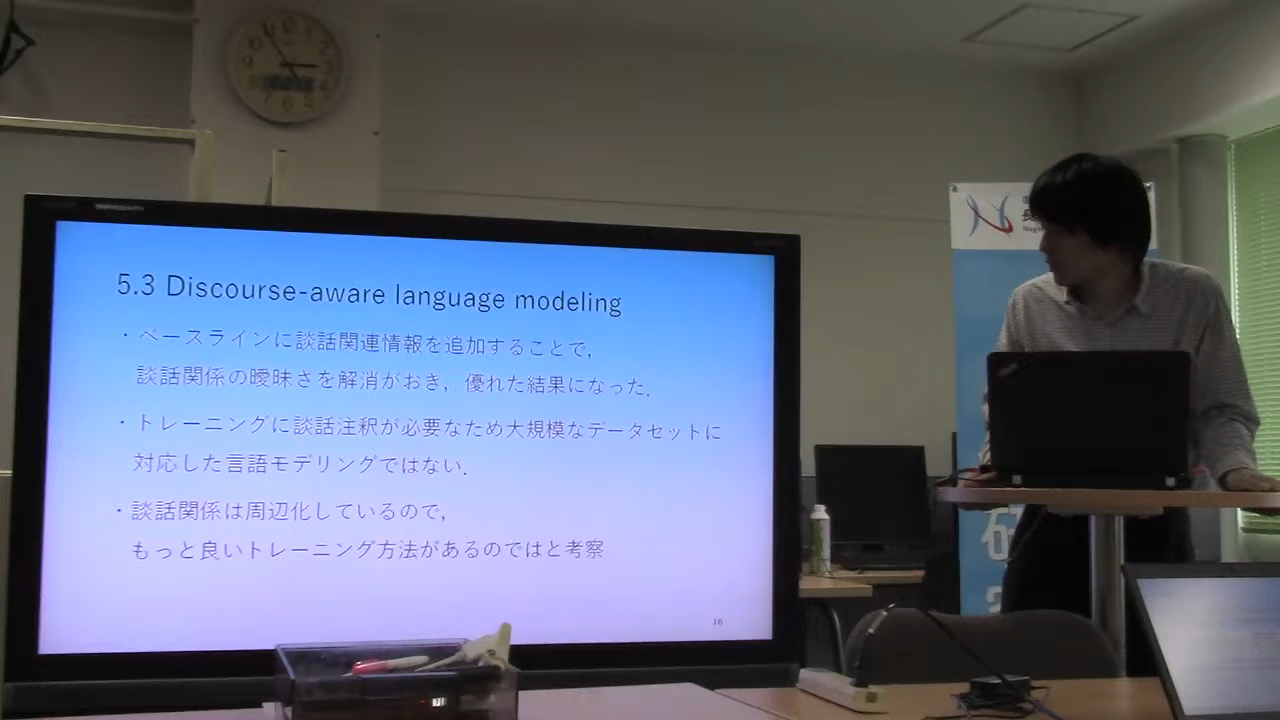 5.3 Discourse-aware language modeling
・ベースラインに談話関連情報を追加することで,
談話関係の曖昧さを解消がおき，優れた結果になった.
・トレーニングに談話注釈が必要なため大規模なデータセットに
対応した言語モデリングではない.
・談話関係は周辺化しているので,
もっと良いトレーニング方法があるのではと考察
16
長
Naga
研